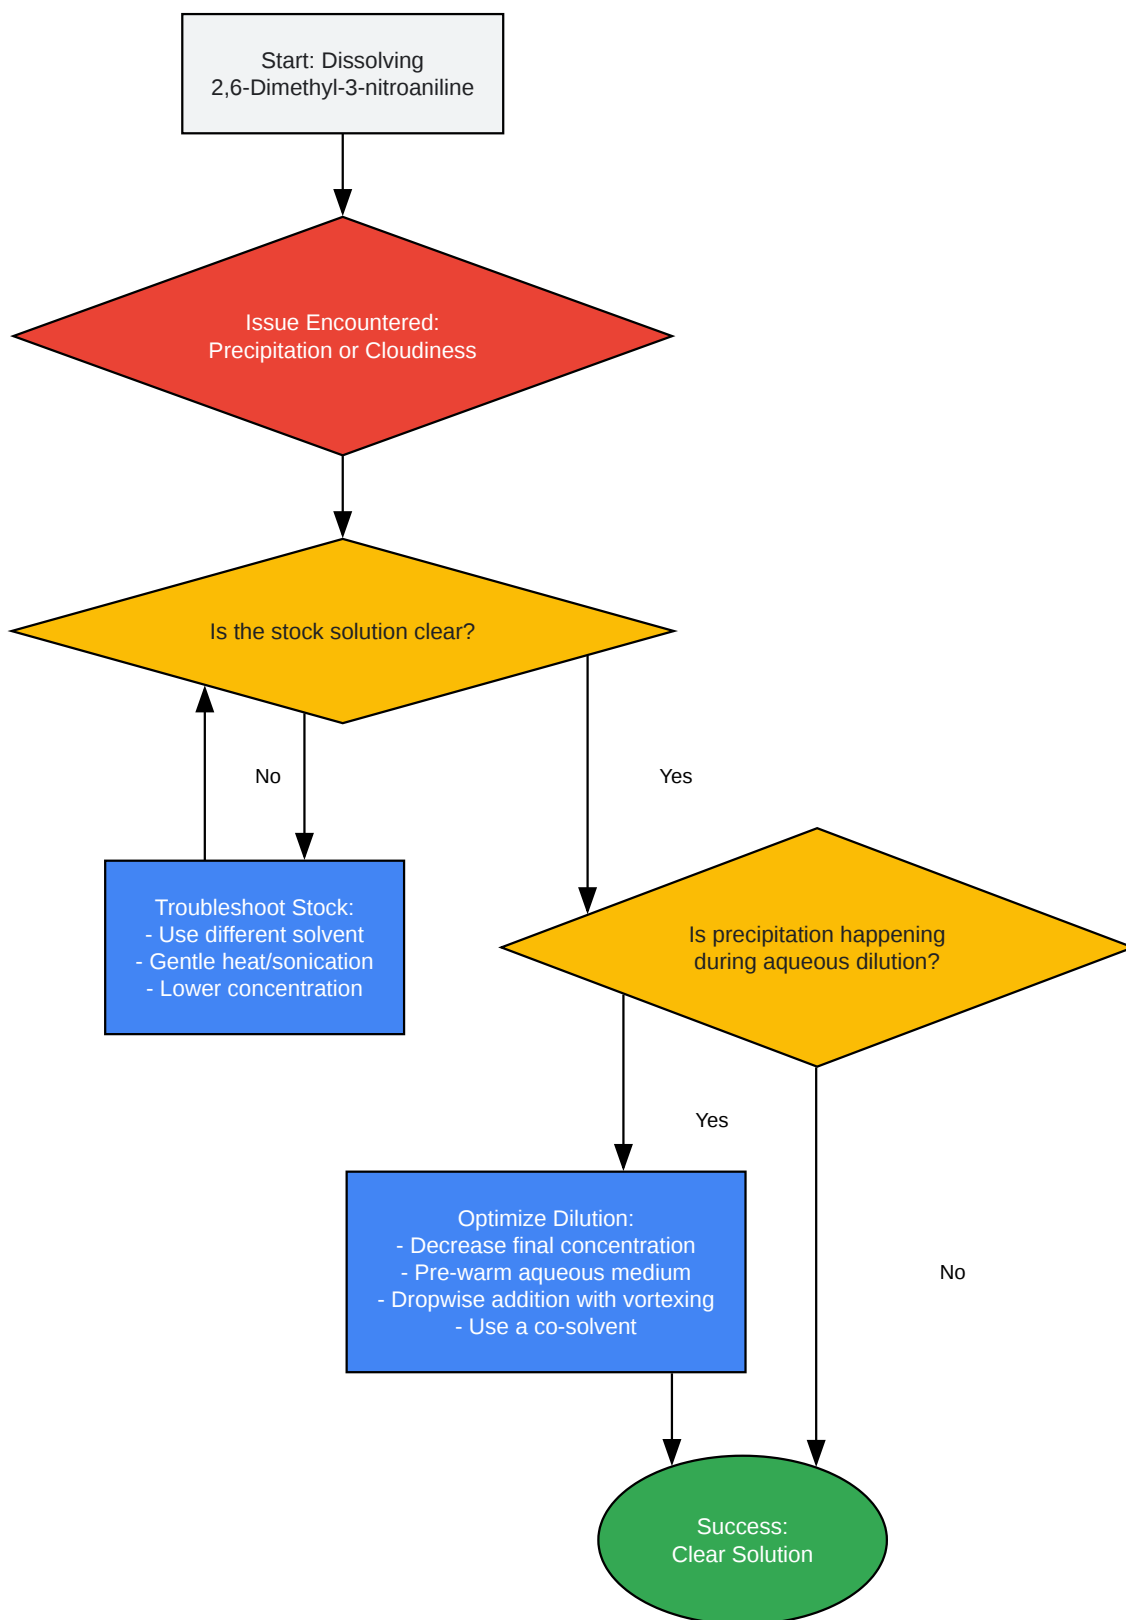 Start: Dissolving
2,6-Dimethyl-3-nitroaniline
Issue Encountered:
Precipitation or Cloudiness
Is the stock solution clear?
No
Yes
Troubleshoot Stock:
- Use different solvent
- Gentle heat/sonication
- Lower concentration
Is precipitation happening
during aqueous dilution?
Yes
No
Optimize Dilution:
- Decrease final concentration
- Pre-warm aqueous medium
- Dropwise addition with vortexing
- Use a co-solvent
Success:
Clear Solution